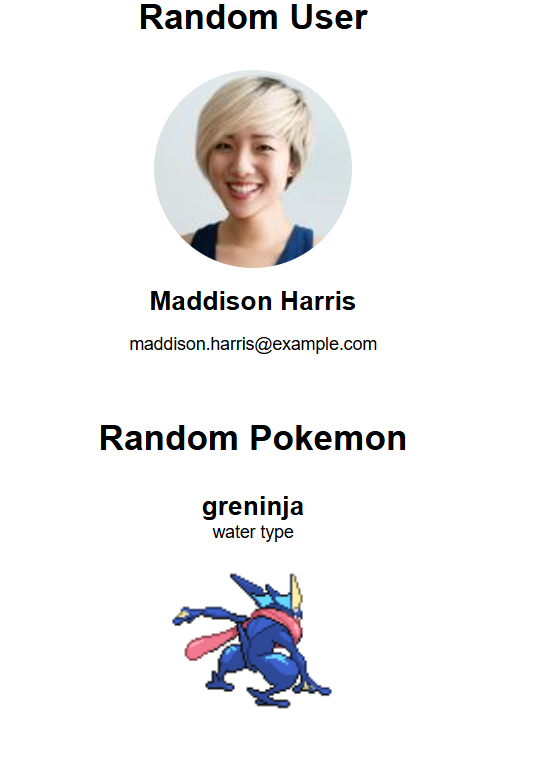 Random User
Maddison Harris
maddison.harris@example.com
Random Pokemon
greninja
water type